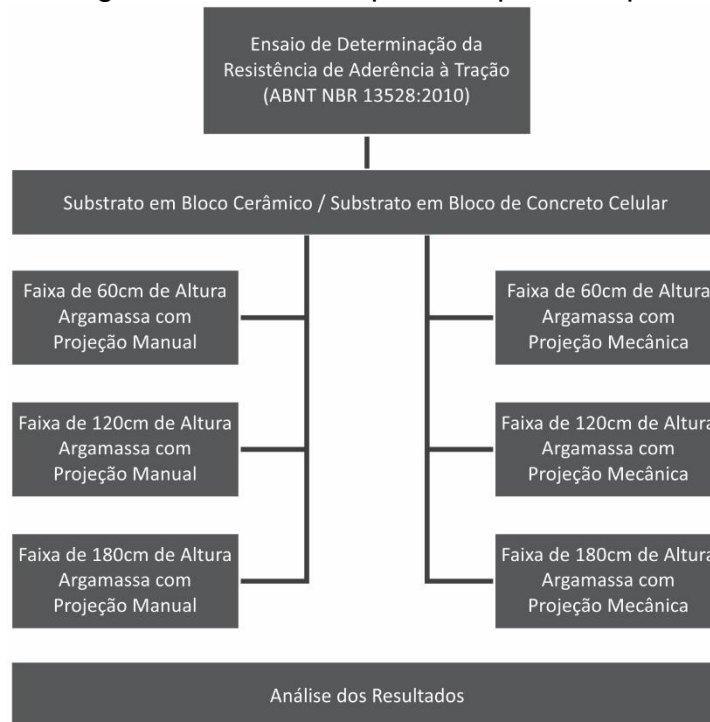 Ensaio de Determinação da
Resistência de Aderência à Tração
(ABNT NBR 13528:2010)
Substrato em Bloco Cerâmico / Substrato em Bloco de Concreto Celular
Faixa de 60cm de Altura
Argamassa com
Projeção Manual
Faixa de 60cm de Altura
Argamassa com
Projeção Mecânica
Faixa de 120cm de Altura
Argamassa com
Projeção Manual
Faixa de 120cm de Altura
Argamassa com
Projeção Mecânica
Faixa de 180cm de Altura
Argamassa com
Projeção Manual
Faixa de 180cm de Altura
Argamassa com
Projeção Mecânica
Análise dos Resultados